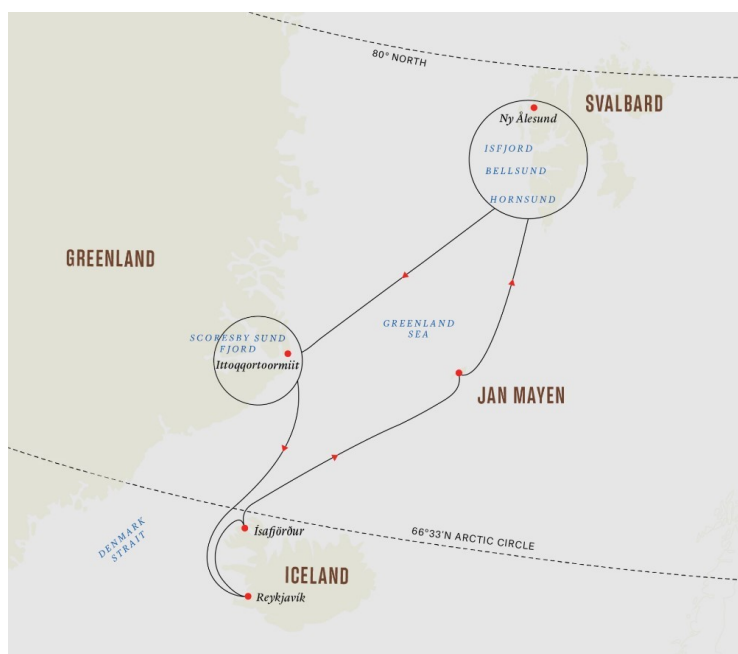 80° NORTH
SVALBARD
Ny Ålesund
ISFJORD
BELLSUND
HORNSUND
GREENLAND
SCORESBY SUND
FJORD
Ittoqqortoormiit
GREENLAND
SEA
JAN MAYEN
DENMARK
STRAIT
Ísafjörður
66°33'N ARCTIC CIRCLE
ICELAND
Reykjavík